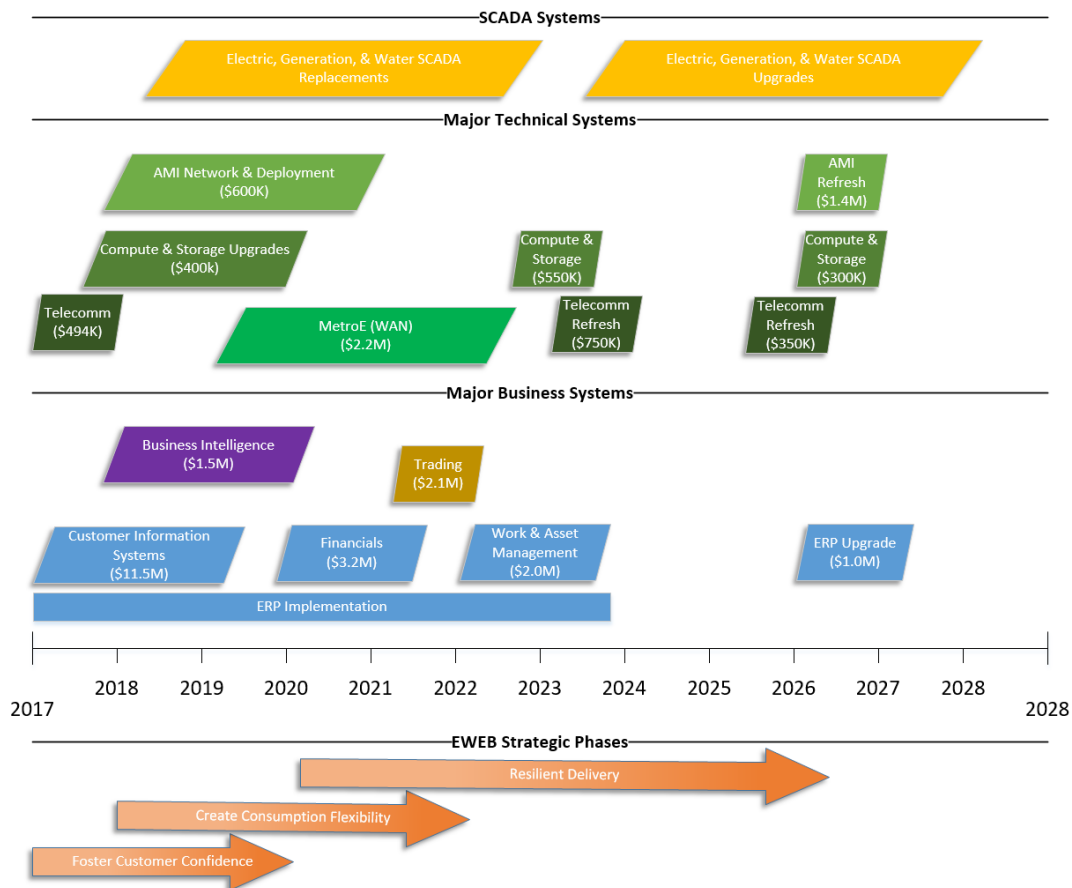 SCADA Systems
Electric, Generation, & Water SCADA
Replacements
Electric, Generation, & Water SCADA
Upgrades
Major Technical Systems
AMI Network & Deployment
($600K)
AMI
Refresh
($1.4M)
Compute & Storage Upgrades
($400k)
Compute &
Storage
($550K)
Compute &
Storage
($300K)
Telecomm
($494K)
MetroE (WAN)
($2.2M)
Telecomm
Refresh
($750K)
Telecomm
Refresh
($350K)
Major Business Systems
Business Intelligence
($1.5M)
Trading
($2.1M)
Customer Information
Systems
($11.5M)
Financials
($3.2M)
Work & Asset
Management
($2.0M)
ERP Upgrade
($1.0M)
ERP Implementation
2018 2019 2020 2021 2022 2023 2024 2025 2026 2027 2028
2017 2028
EWEB Strategic Phases
Resilient Delivery
Create Consumption Flexibility
Foster Customer Confidence